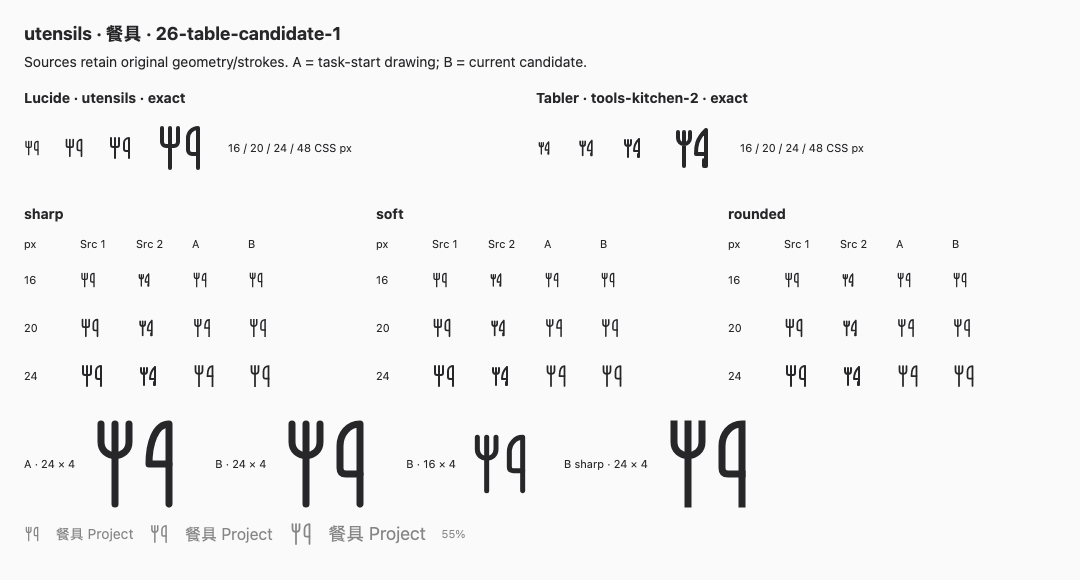 utensils · 餐具 · 26-table-candidate-1
Sources retain original geometry/strokes. A = task-start drawing; B = current candidate.
Lucide · utensils · exact
16 / 20 / 24 / 48 CSS px
Tabler · tools-kitchen-2 · exact
16 / 20 / 24 / 48 CSS px
sharp
px Src 1 Src 2 A B
16
20
24
soft
px Src 1 Src 2 A B
16
20
24
rounded
px Src 1 Src 2 A B
16
20
24
A · 24 × 4
B · 24 × 4
B · 16 × 4
B sharp · 24 × 4
餐具 Project 餐具 Project 餐具 Project 55%